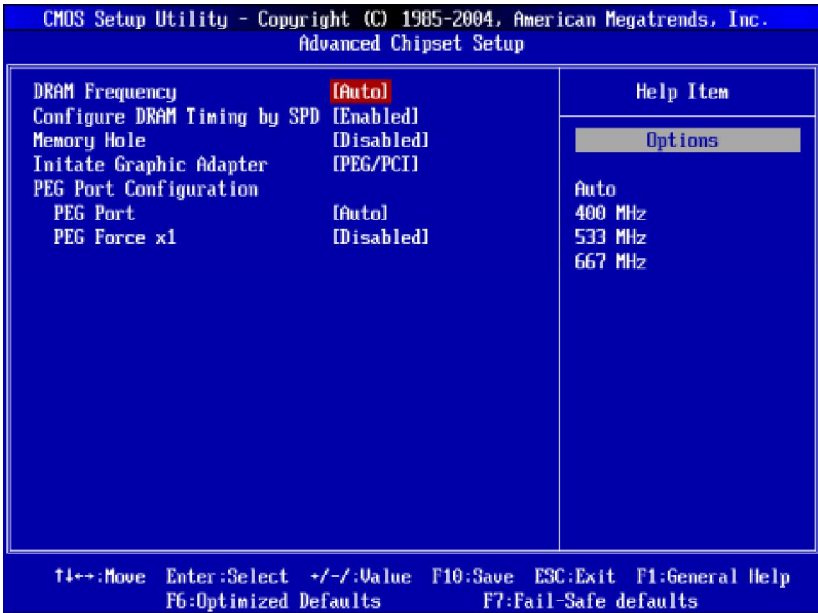 CMOS Setup Utility - Copyright (C) 1985-2004, American Megatrends, Inc.
Advanced Chipset Setup
DRAM Frequency [Auto]
Configure DRAM Timing by SPD [Enabled]
Memory Hole [Disabled]
Initate Graphic Adapter [PEG/PCI]
PEG Port Configuration
PEG Port [Auto]
PEG Force x1 [Disabled]
Help Item
Options
Auto
400 MHz
533 MHz
667 MHz
↑↓←→:Move Enter:Select +/-/:Value F10:Save ESC:Exit F1:General Help
F6:Optimized Defaults F7:Fail-Safe defaults